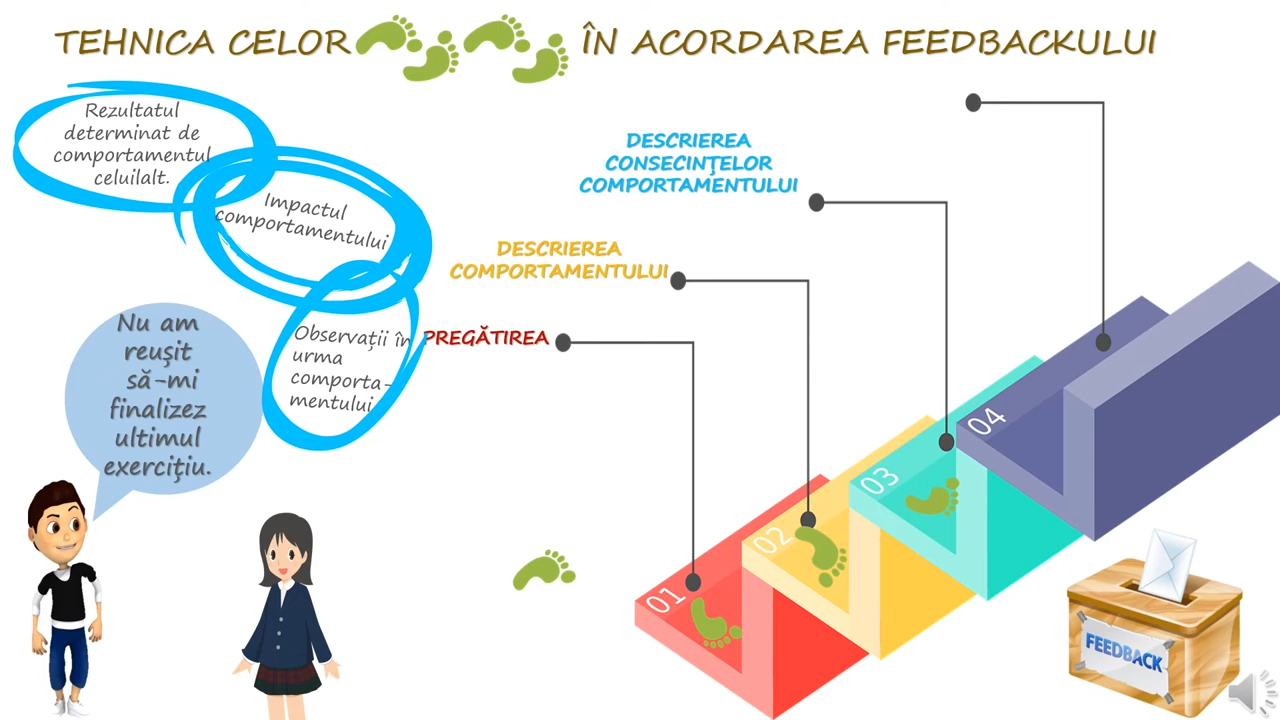 TEHNICA CELOR ÎN ACORDAREA FEEDBACKULUI
Rezultatul
determinat de
comportamentul
celuilalt.
Impactul
comportamentului
Observații în
urma
comporta-
mentului
Nu am
reușit
să-mi
finalizez
ultimul
exercițiu.
DESCRIEREA
CONSECINȚELOR
COMPORTAMENTULUI
DESCRIEREA
COMPORTAMENTULUI
PREGĂTIREA
01
02
03
04
FEEDBACK